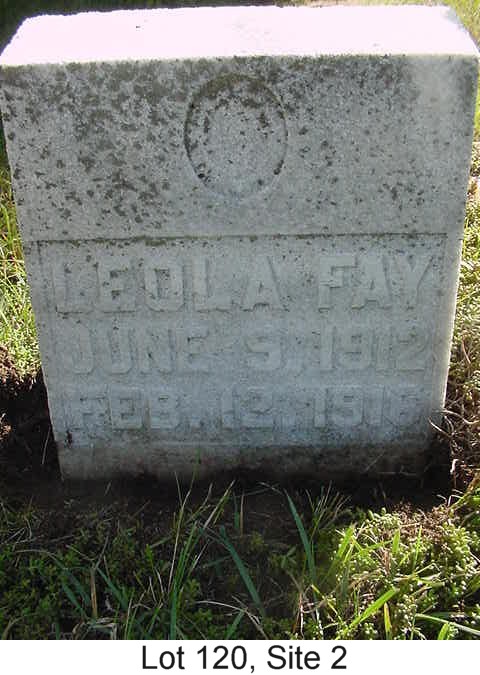 LEOLA FAY
JUNE 9, 1912
FEB. 12, 1916
Lot 120, Site 2